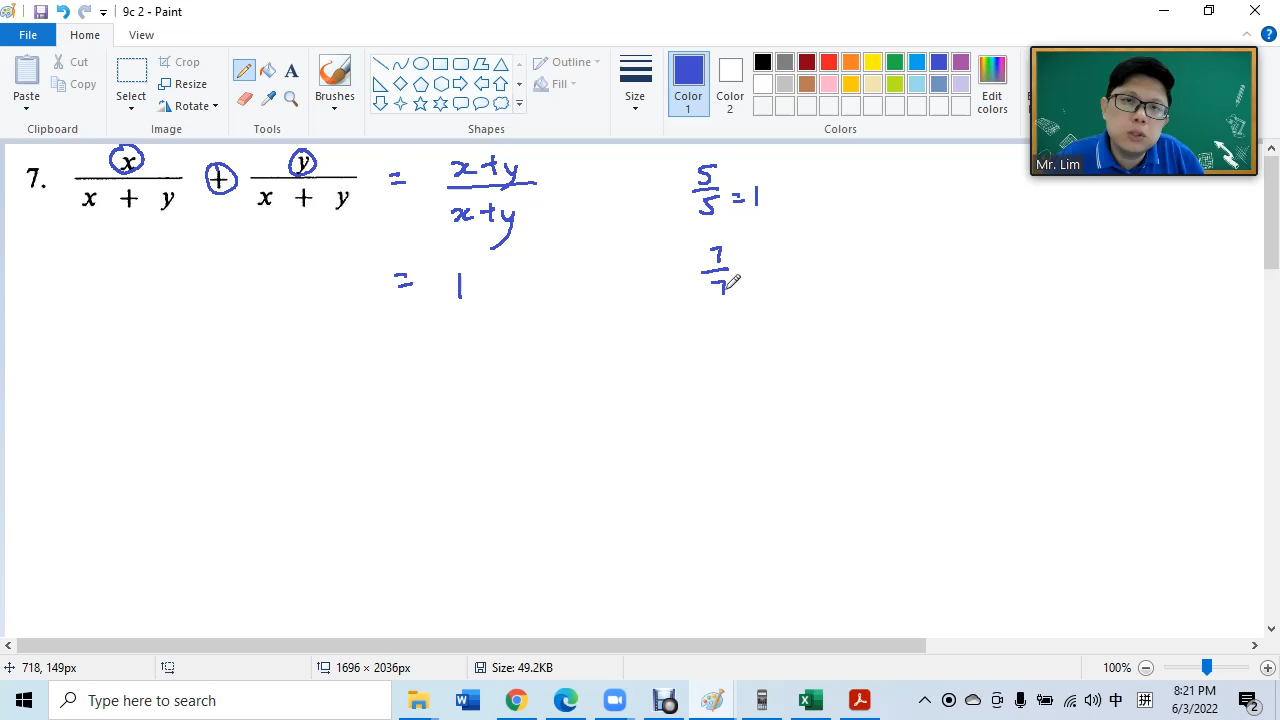 9c 2 - Paint
File Home View
Paste Cut Copy Clipboard
Select Crop Resize Rotate Image
A Tools
Brushes
Outline Fill Shapes
Size
Color 1 Color 2 Edit colors Colors
Mr. Lim
7. x / x + y + y / x + y = x+y / x+y
= 1
5/5 = 1
7/7
718, 149px 1696 × 2036px Size: 49.2KB 100%
Type here to search
中 拼 8:21 PM
6/3/2022 2